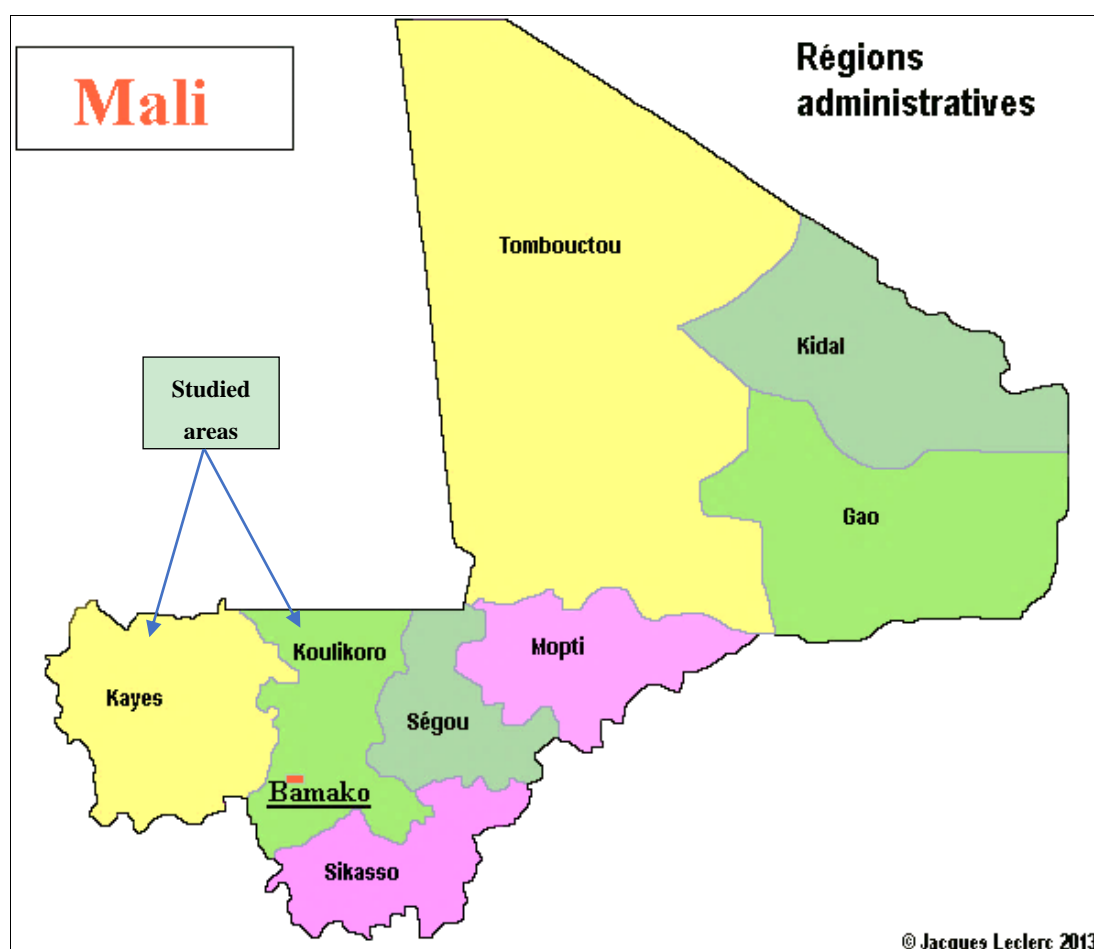 Mali
Régions
administratives
Tombouctou
Kidal
Studied
areas
Gao
Koulikoro
Mopti
Kayes
Ségou
Bamako
Sikasso
© Jacques Leclerc 2013